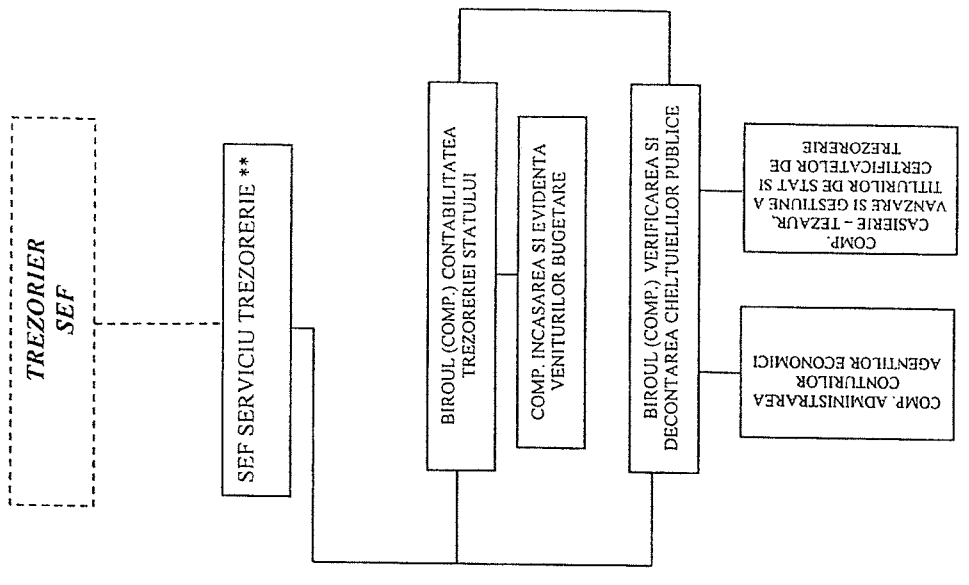 TREZORIER
SEF
SEF SERVICIU TREZORERIE **
BIROUL (COMP.) CONTABILITATEA
TREZORERIEI STATULUI
COMP. INCASAREA SI EVIDENTA
VENITURILOR BUGETARE
BIROUL (COMP.) VERIFICAREA SI
DECONTAREA CHELTUIELILOR PUBLICE
COMP. ADMINISTRAREA
CONTURILOR
AGENTILOR ECONOMICI
COMP.
CASIERIE – TEZAUR,
VANZARE SI GESTIUNE A
TITLURILOR DE STAT SI
CERTIFICATELOR DE
TREZORERIE